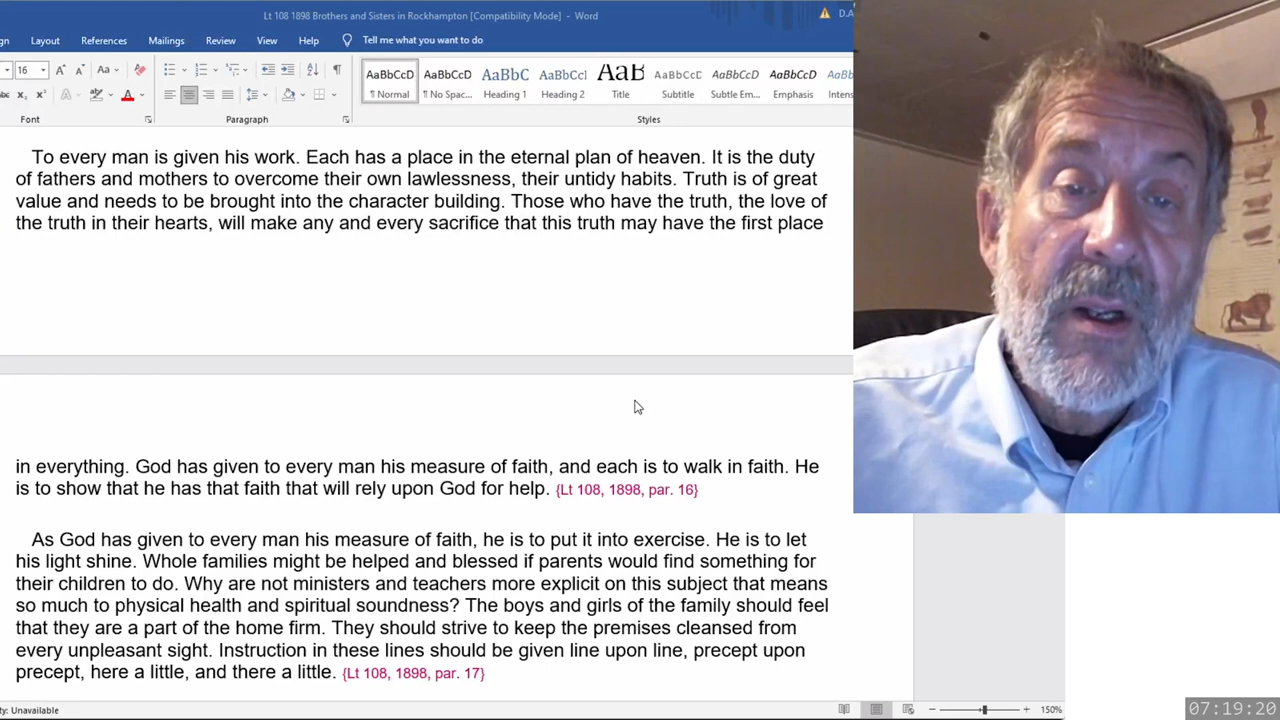 Lt 108 1898 Brothers and Sisters in Rockhampton [Compatibility Mode] - Word
D.A
gn Layout References Mailings Review View Help Tell me what you want to do
16 Aa
Font Paragraph Styles
AaBbCcD AaBbCcD AaBbC AaBbCcI AaB AaBbCcD AaBbCcD AaBbCcD AaBb
¶ Normal ¶ No Spac... Heading 1 Heading 2 Title Subtitle Subtle Em... Emphasis Intens
To every man is given his work. Each has a place in the eternal plan of heaven. It is the duty
of fathers and mothers to overcome their own lawlessness, their untidy habits. Truth is of great
value and needs to be brought into the character building. Those who have the truth, the love of
the truth in their hearts, will make any and every sacrifice that this truth may have the first place
in everything. God has given to every man his measure of faith, and each is to walk in faith. He
is to show that he has that faith that will rely upon God for help. {Lt 108, 1898, par. 16}
As God has given to every man his measure of faith, he is to put it into exercise. He is to let
his light shine. Whole families might be helped and blessed if parents would find something for
their children to do. Why are not ministers and teachers more explicit on this subject that means
so much to physical health and spiritual soundness? The boys and girls of the family should feel
that they are a part of the home firm. They should strive to keep the premises cleansed from
every unpleasant sight. Instruction in these lines should be given line upon line, precept upon
precept, here a little, and there a little. {Lt 108, 1898, par. 17}
ty: Unavailable
150%
07:19:20